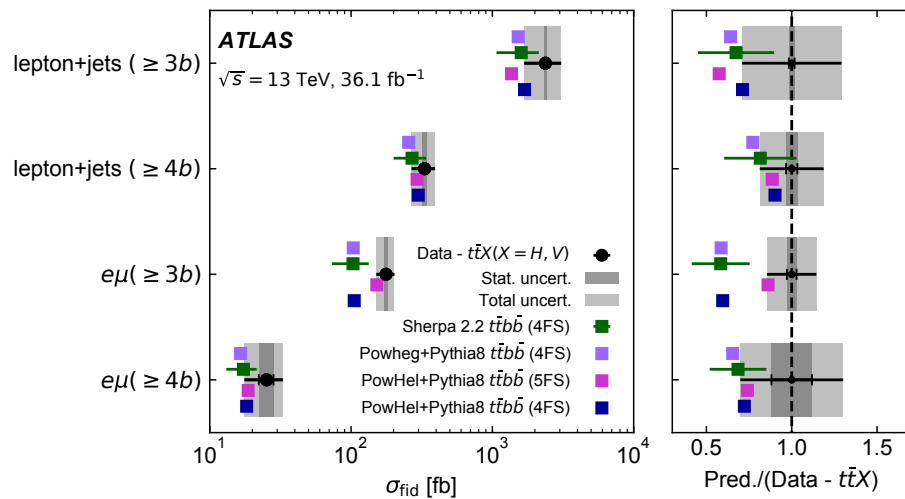 ATLAS
√s = 13 TeV, 36.1 fb⁻¹
lepton+jets ( ≥ 3b)
lepton+jets ( ≥ 4b)
eμ( ≥ 3b)
eμ( ≥ 4b)
Data - tt̄X(X = H, V)
Stat. uncert.
Total uncert.
Sherpa 2.2 tt̄bb̄ (4FS)
Powheg+Pythia8 tt̄bb̄ (4FS)
PowHel+Pythia8 tt̄bb̄ (5FS)
PowHel+Pythia8 tt̄bb̄ (4FS)
10¹ 10² 10³ 10⁴
σ_fid [fb]
0.5 1.0 1.5
Pred./(Data - tt̄X)